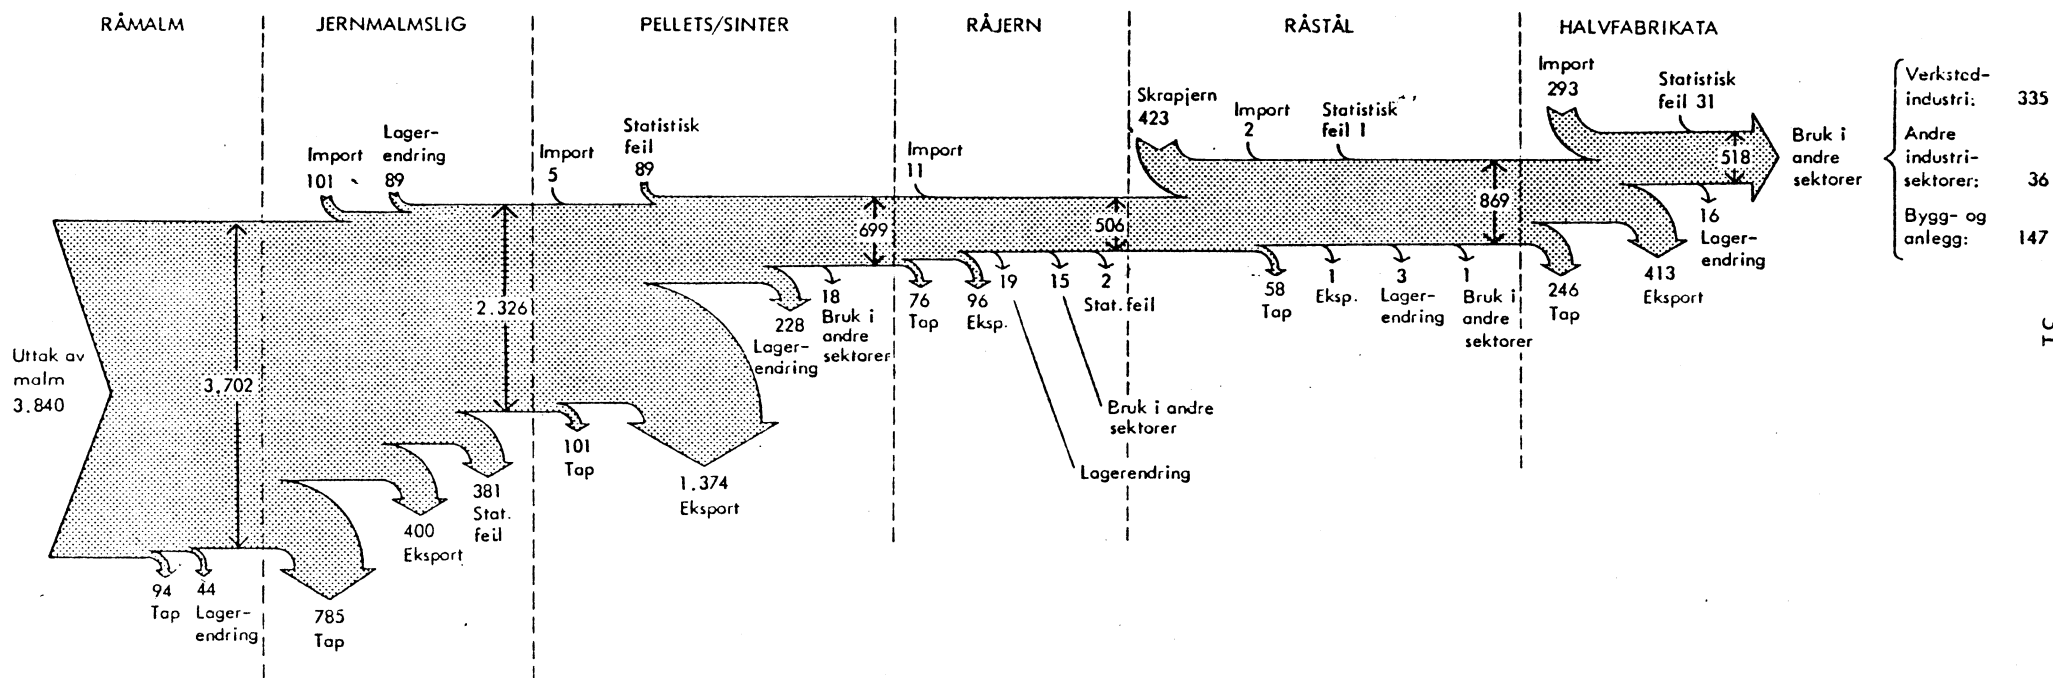 RÅMALM
JERNMALMSLIG
PELLETS/SINTER
RÅJERN
RÅSTÅL
HALVFABRIKATA
Uttak av
malm
3.840
3,702
94
Tap
44
Lager-
endring
Import
101
Lager-
endring
89
2.326
785
Tap
400
Eksport
381
Stat.
feil
Import
5
Statistisk
feil
89
699
101
Tap
1.374
Eksport
228
Lager-
endring
18
Bruk i
andre
sektorer
Import
11
506
76
Tap
96
Eksp.
19
Lagerendring
15
Bruk i andre
sektorer
2
Stat. feil
Skrapjern
423
Import
2
Statistisk
feil 1
869
58
Tap
1
Eksp.
3
Lager-
endring
1
Bruk i
andre
sektorer
Import
293
Statistisk
feil 31
518
246
Tap
413
Eksport
16
Lager-
endring
Bruk i
andre
sektorer
Verksted-
industri: 335
Andre
industri-
sektorer: 36
Bygg- og
anlegg: 147